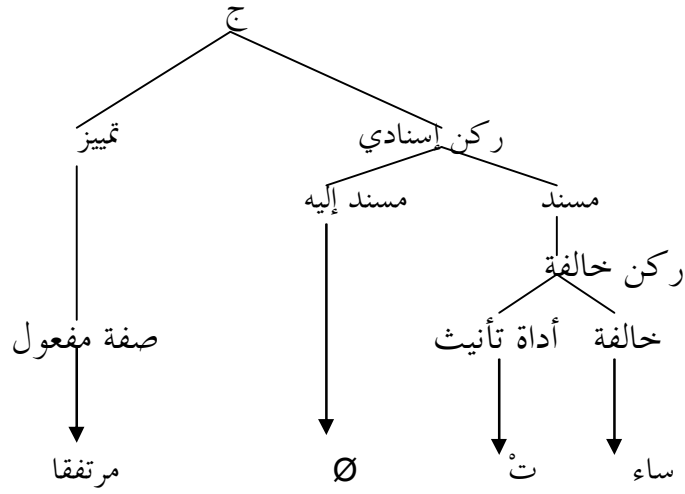 ج
ركن إسنادي تمييز
مسند مسند إليه
ركن خالفة
خالفة أداة تأنيث صفة مفعول
ساء تْ Ø مرتفقا